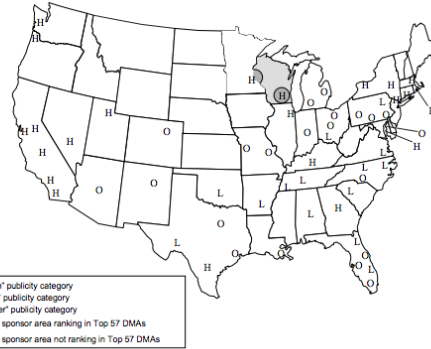 H
H
H H H H
O
H O L H H
H H O O O O R
H H O O O L O
H H O O H
H H L L
H L L O L
H O O L L L
L H
O
L L
H O O O L
O
n" publicity category
" publicity category
er" publicity category
sponsor area ranking in Top 57 DMAs
sponsor area not ranking in Top 57 DMAs